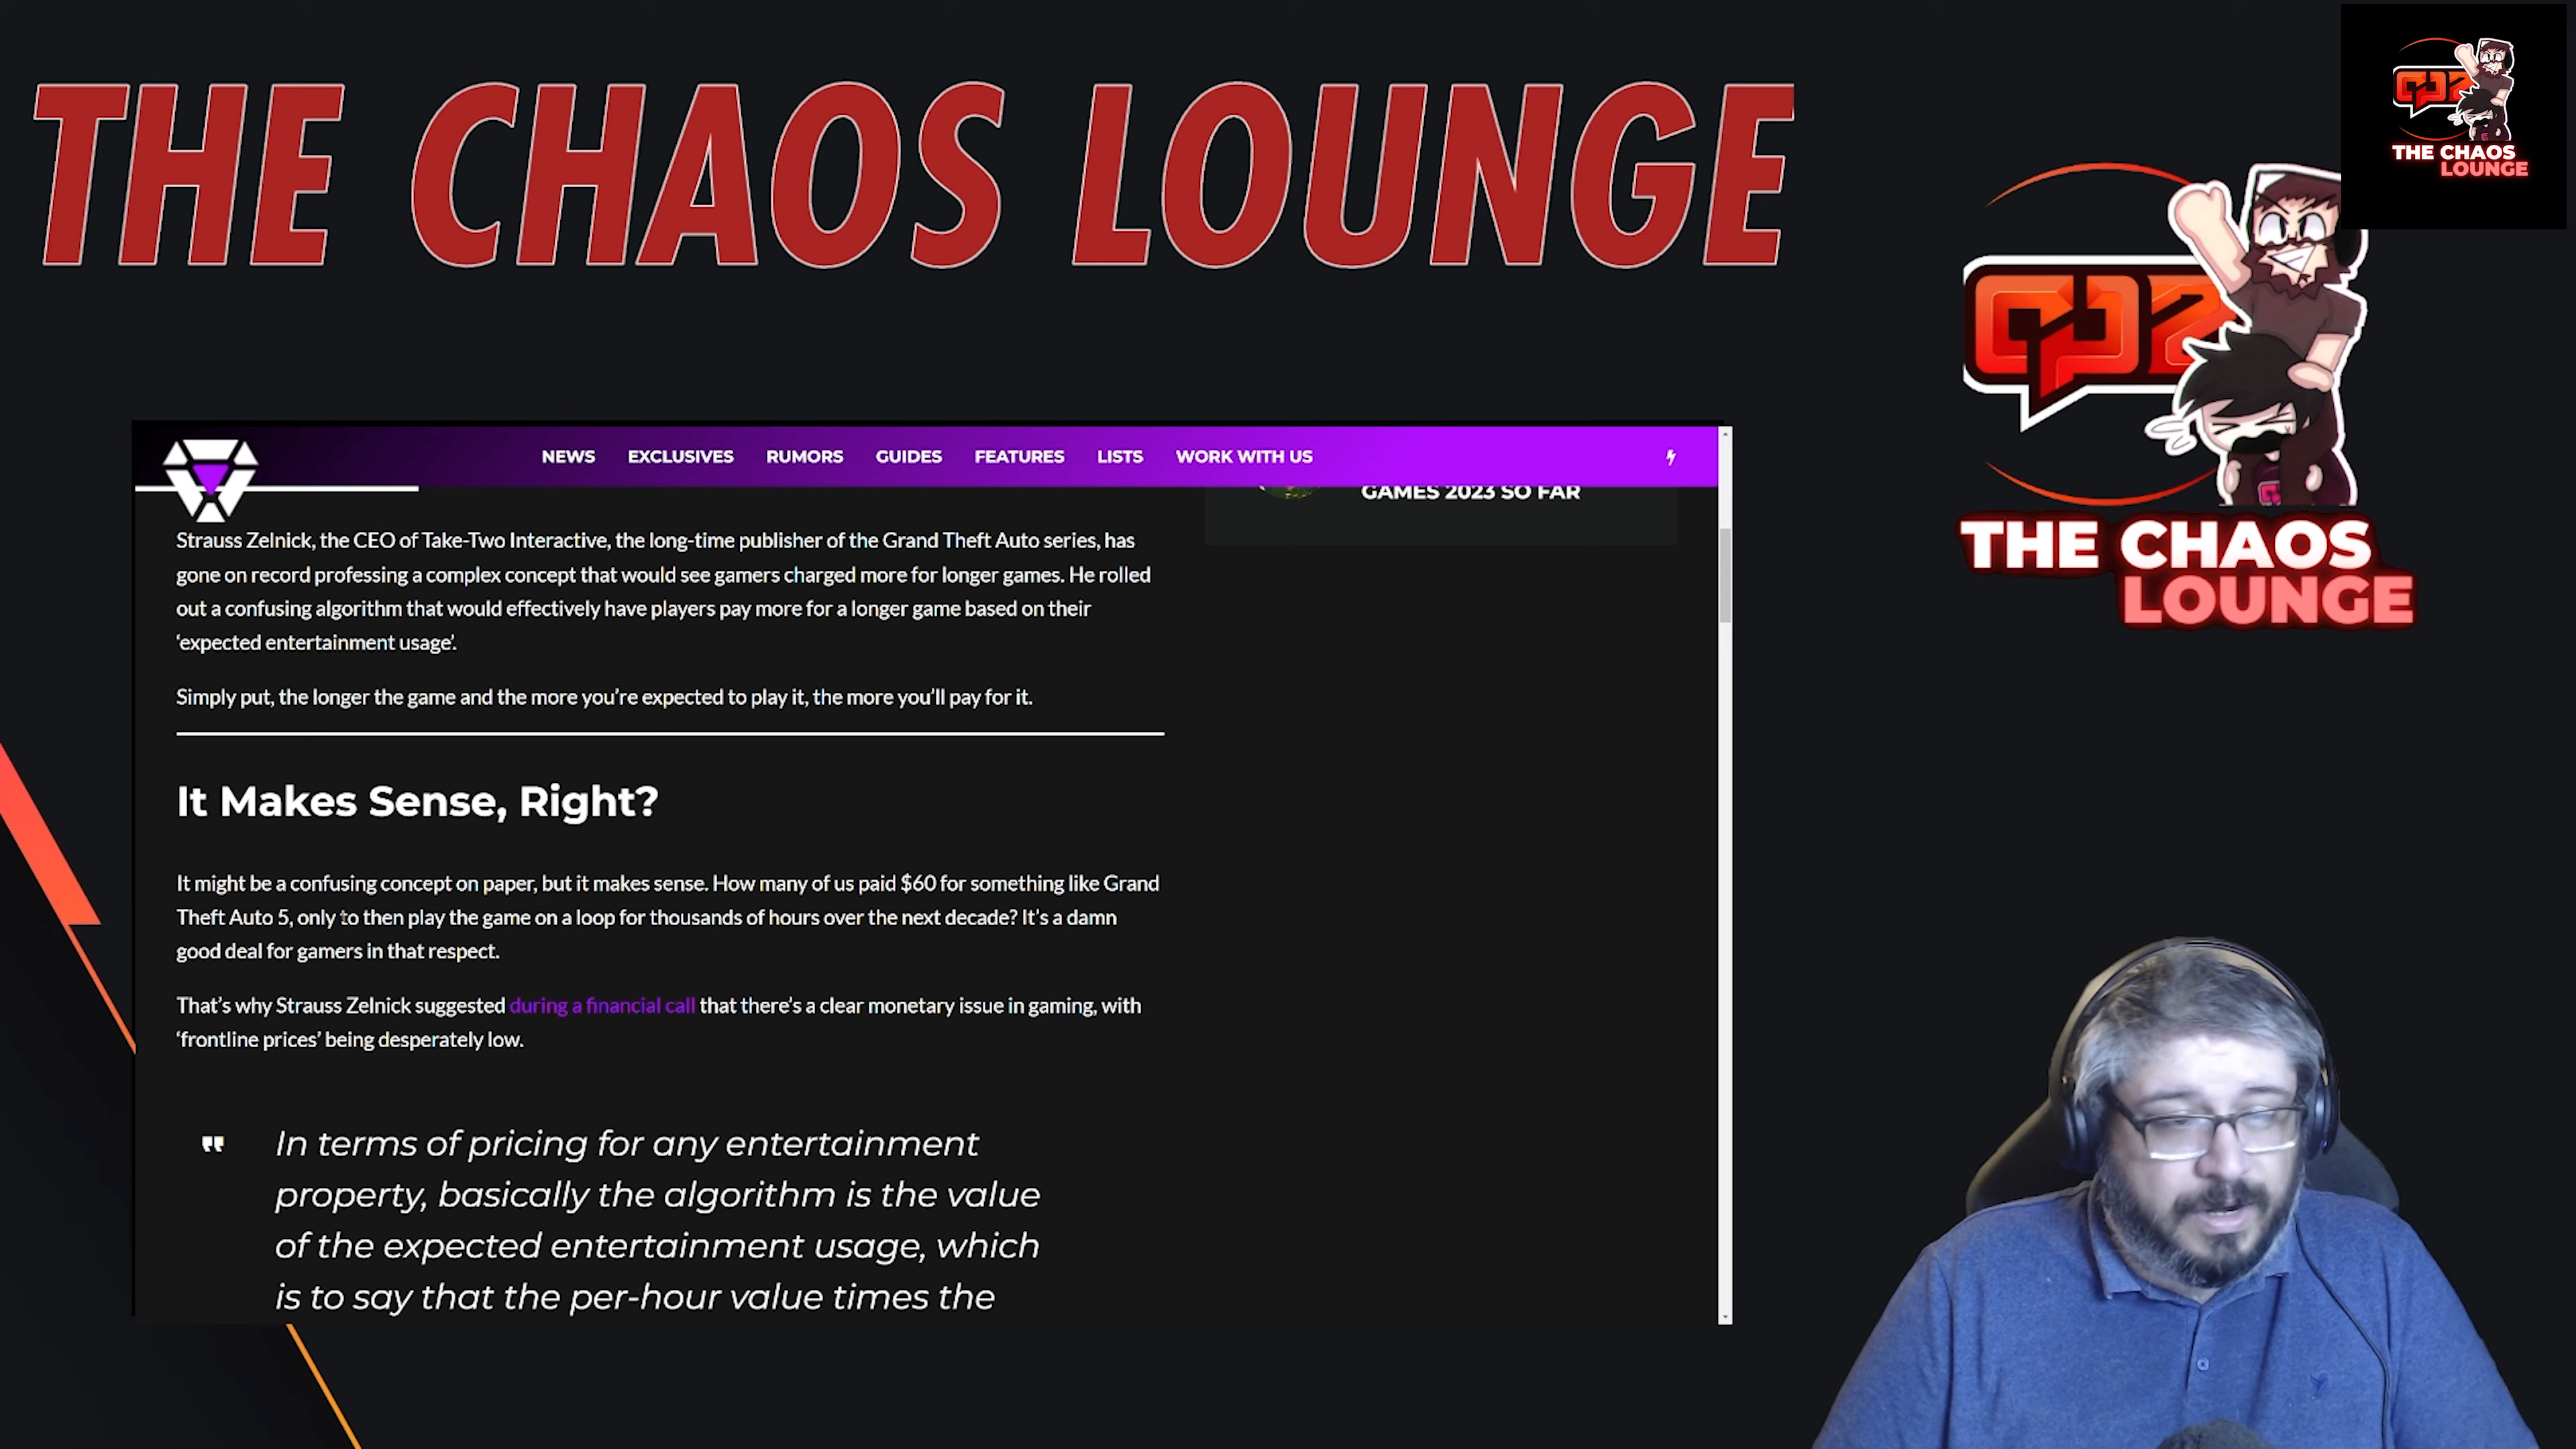 THE CHAOS LOUNGE
THE CHAOS
LOUNGE
THE CHAOS
LOUNGE
NEWS EXCLUSIVES RUMORS GUIDES FEATURES LISTS WORK WITH US
GAMES 2023 SO FAR
Strauss Zelnick, the CEO of Take-Two Interactive, the long-time publisher of the Grand Theft Auto series, has
gone on record professing a complex concept that would see gamers charged more for longer games. He rolled
out a confusing algorithm that would effectively have players pay more for a longer game based on their
‘expected entertainment usage’.
Simply put, the longer the game and the more you’re expected to play it, the more you’ll pay for it.
It Makes Sense, Right?
It might be a confusing concept on paper, but it makes sense. How many of us paid $60 for something like Grand
Theft Auto 5, only to then play the game on a loop for thousands of hours over the next decade? It’s a damn
good deal for gamers in that respect.
That’s why Strauss Zelnick suggested during a financial call that there’s a clear monetary issue in gaming, with
‘frontline prices’ being desperately low.
" In terms of pricing for any entertainment
property, basically the algorithm is the value
of the expected entertainment usage, which
is to say that the per-hour value times the